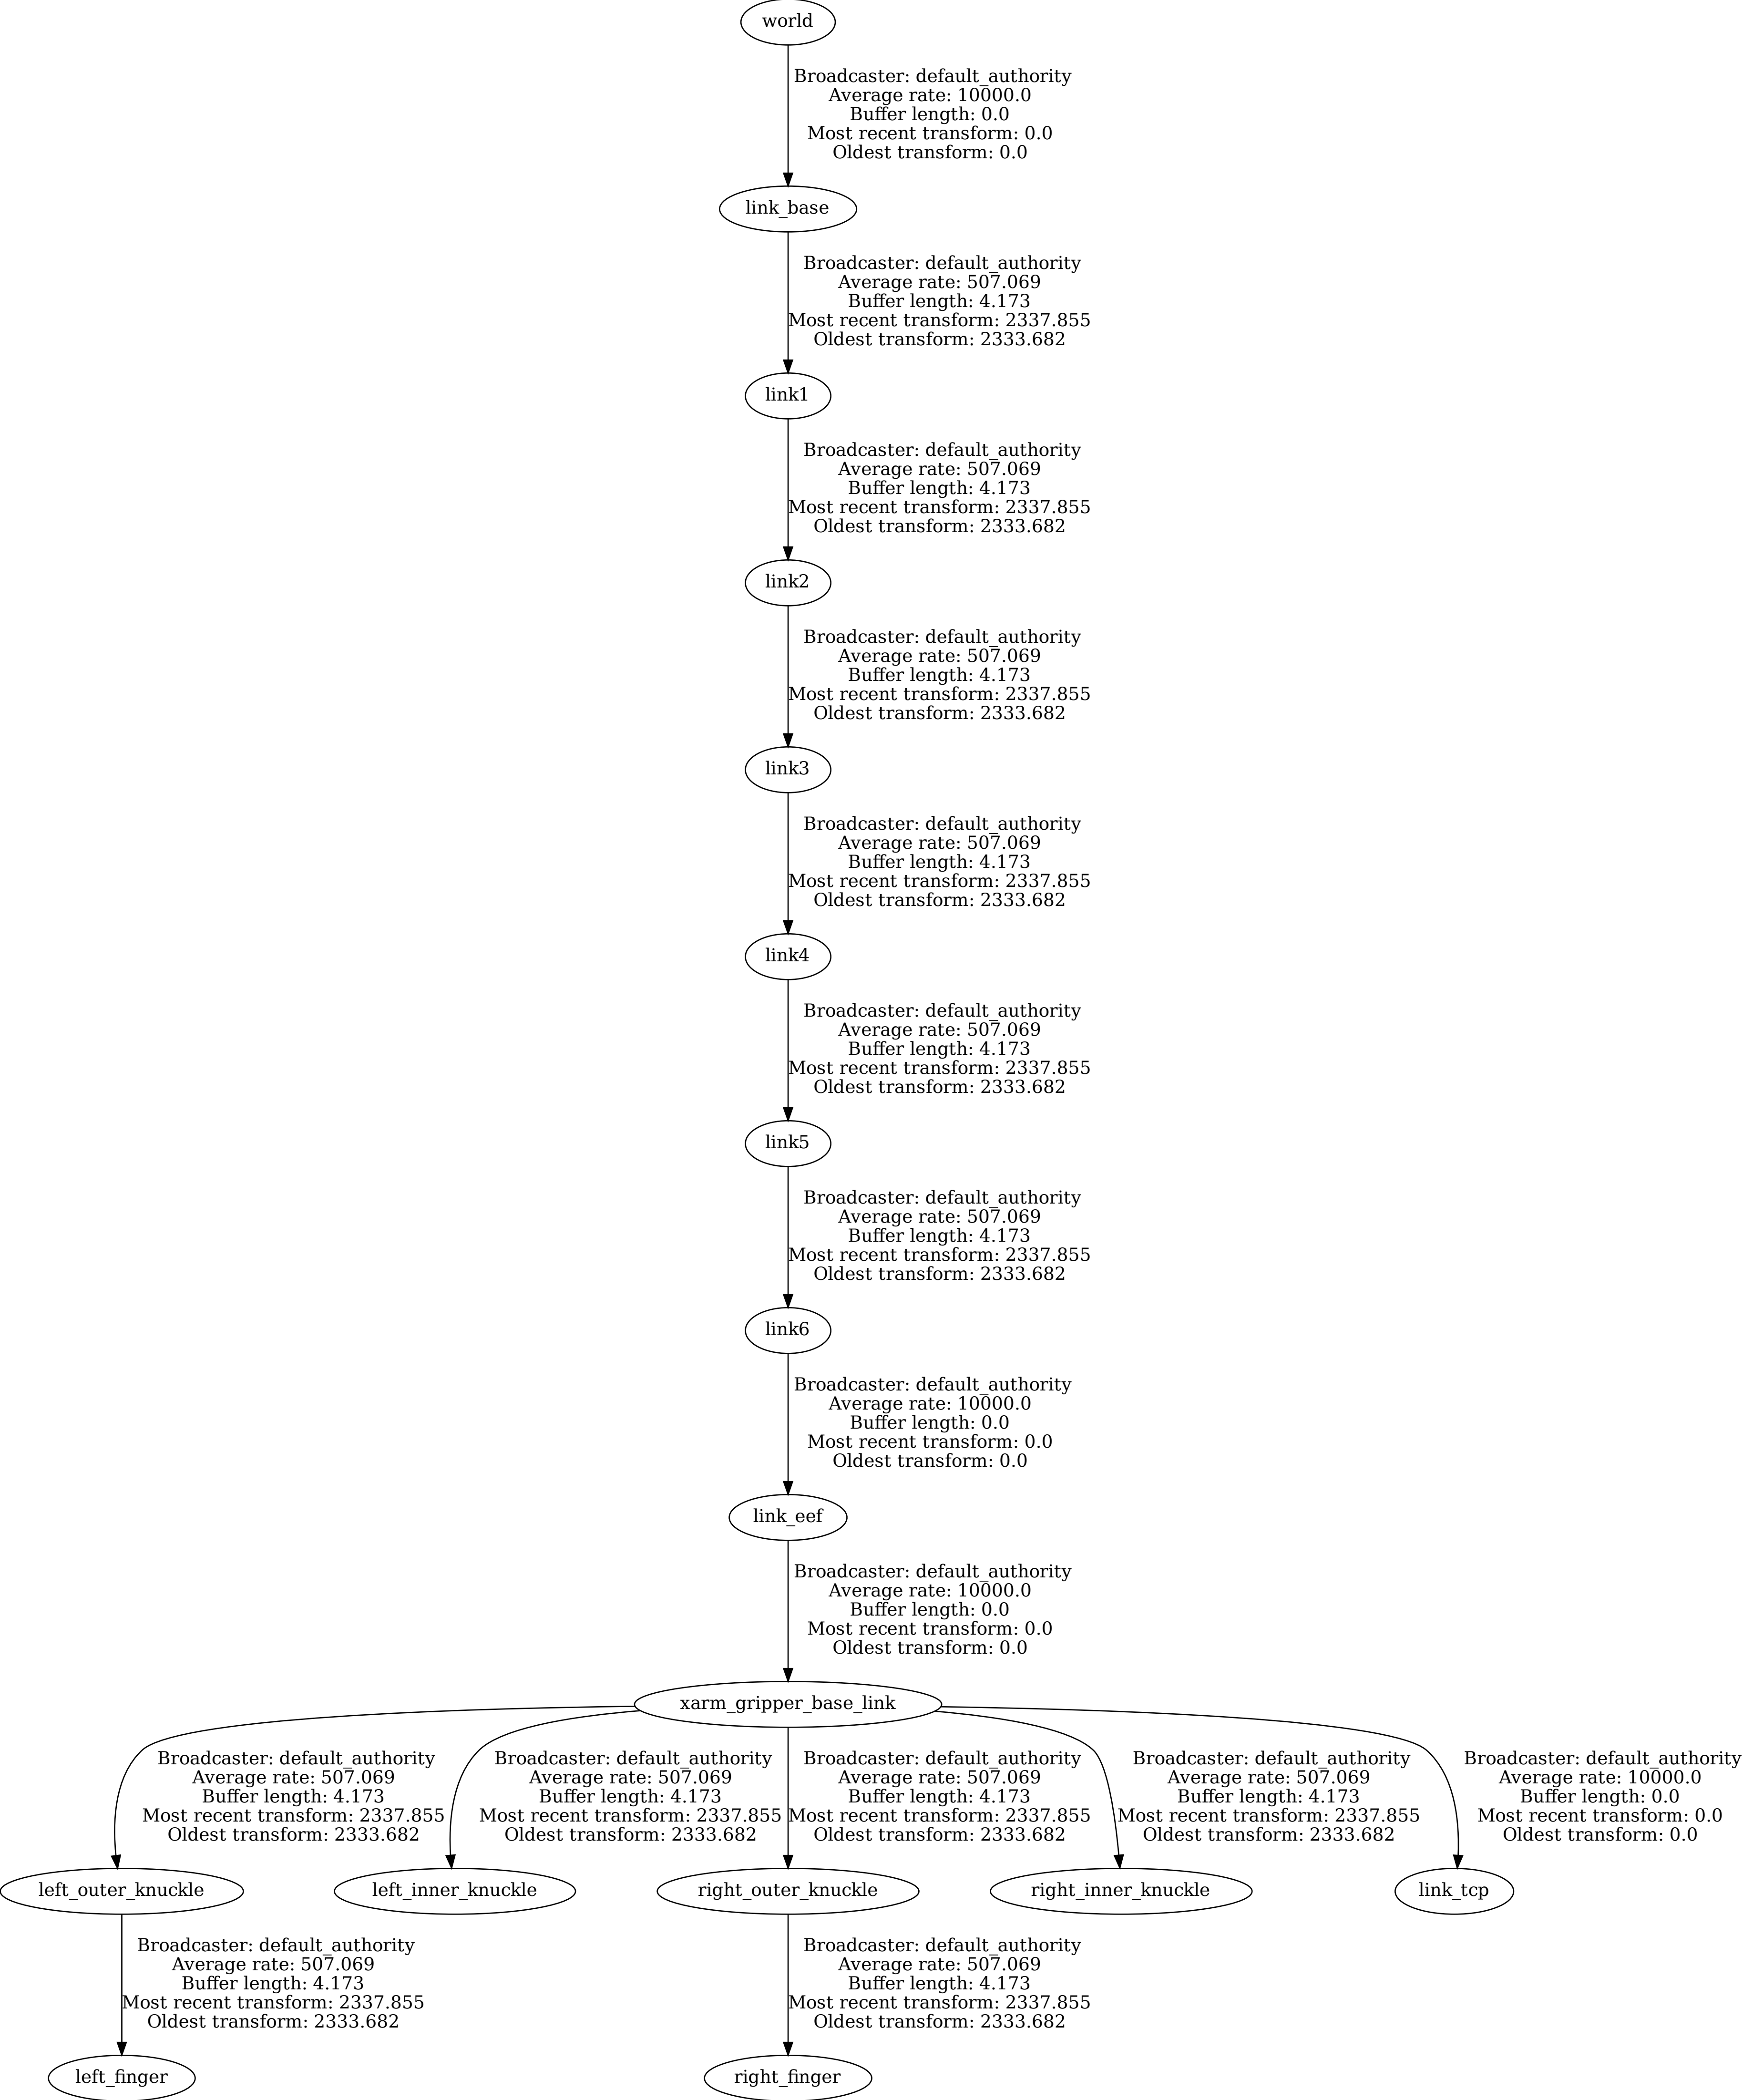 world
Broadcaster: default_authority
Average rate: 10000.0
Buffer length: 0.0
Most recent transform: 0.0
Oldest transform: 0.0
link_base
Broadcaster: default_authority
Average rate: 507.069
Buffer length: 4.173
Most recent transform: 2337.855
Oldest transform: 2333.682
link1
Broadcaster: default_authority
Average rate: 507.069
Buffer length: 4.173
Most recent transform: 2337.855
Oldest transform: 2333.682
link2
Broadcaster: default_authority
Average rate: 507.069
Buffer length: 4.173
Most recent transform: 2337.855
Oldest transform: 2333.682
link3
Broadcaster: default_authority
Average rate: 507.069
Buffer length: 4.173
Most recent transform: 2337.855
Oldest transform: 2333.682
link4
Broadcaster: default_authority
Average rate: 507.069
Buffer length: 4.173
Most recent transform: 2337.855
Oldest transform: 2333.682
link5
Broadcaster: default_authority
Average rate: 507.069
Buffer length: 4.173
Most recent transform: 2337.855
Oldest transform: 2333.682
link6
Broadcaster: default_authority
Average rate: 10000.0
Buffer length: 0.0
Most recent transform: 0.0
Oldest transform: 0.0
link_eef
Broadcaster: default_authority
Average rate: 10000.0
Buffer length: 0.0
Most recent transform: 0.0
Oldest transform: 0.0
xarm_gripper_base_link
Broadcaster: default_authority
Average rate: 507.069
Buffer length: 4.173
Most recent transform: 2337.855
Oldest transform: 2333.682
Broadcaster: default_authority
Average rate: 507.069
Buffer length: 4.173
Most recent transform: 2337.855
Oldest transform: 2333.682
Broadcaster: default_authority
Average rate: 507.069
Buffer length: 4.173
Most recent transform: 2337.855
Oldest transform: 2333.682
Broadcaster: default_authority
Average rate: 507.069
Buffer length: 4.173
Most recent transform: 2337.855
Oldest transform: 2333.682
Broadcaster: default_authority
Average rate: 10000.0
Buffer length: 0.0
Most recent transform: 0.0
Oldest transform: 0.0
left_outer_knuckle
left_inner_knuckle
right_outer_knuckle
right_inner_knuckle
link_tcp
Broadcaster: default_authority
Average rate: 507.069
Buffer length: 4.173
Most recent transform: 2337.855
Oldest transform: 2333.682
Broadcaster: default_authority
Average rate: 507.069
Buffer length: 4.173
Most recent transform: 2337.855
Oldest transform: 2333.682
left_finger
right_finger